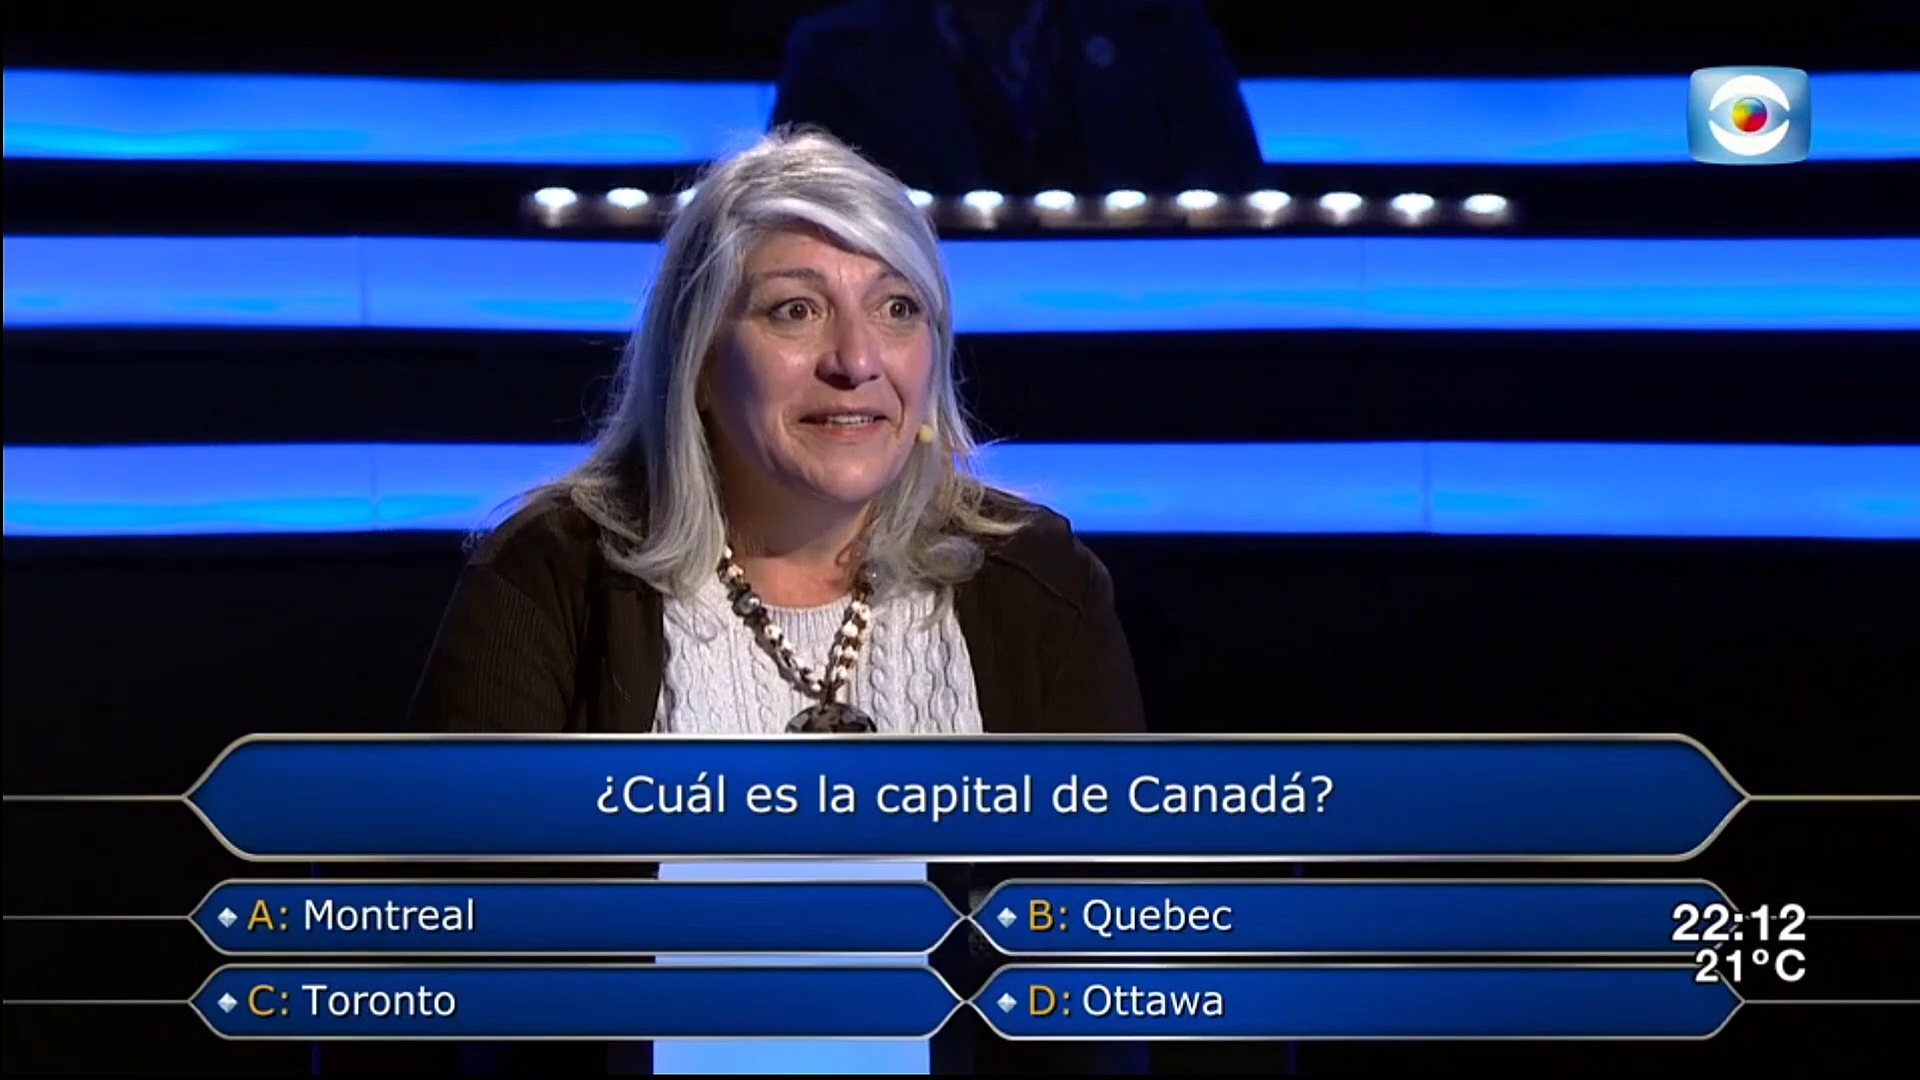 ¿Cuál es la capital de Canadá?
A: Montreal
B: Quebec
C: Toronto
D: Ottawa
22:12
21°C